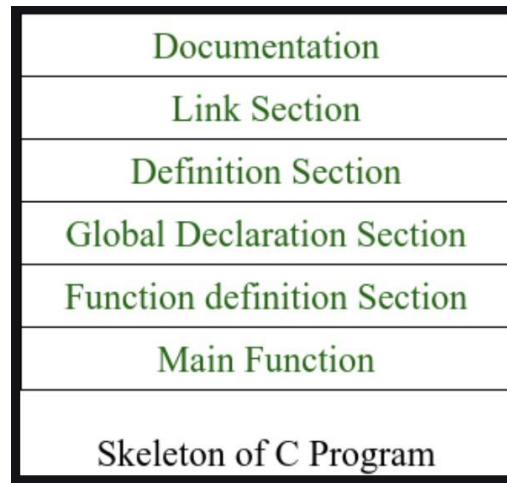 Documentation
Link Section
Definition Section
Global Declaration Section
Function definition Section
Main Function
Skeleton of C Program